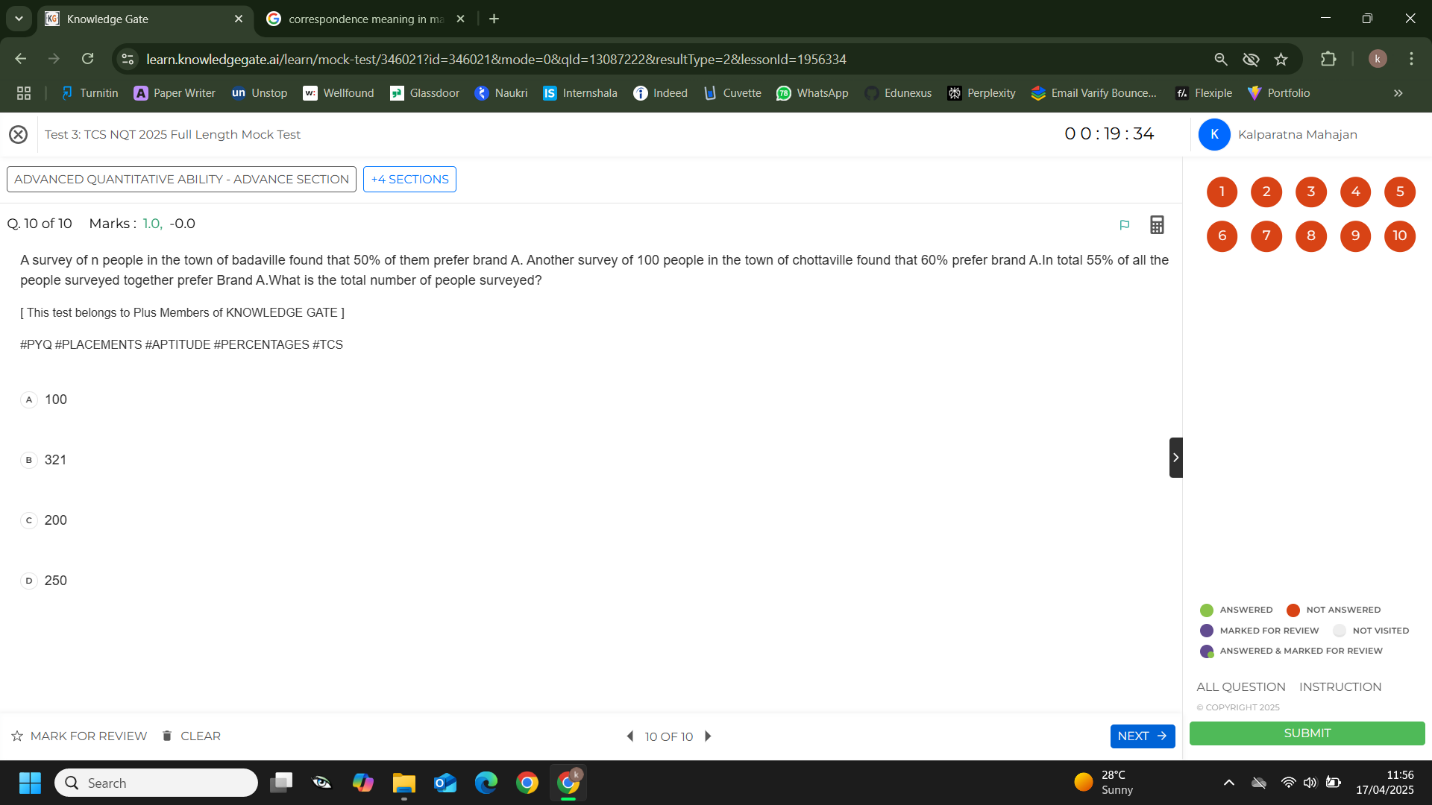 Knowledge Gate
correspondence meaning in ma
learn.knowledgegate.ai/learn/mock-test/346021?id=346021&mode=0&qId=13087222&resultType=2&lessonId=1956334
k
Turnitin
A Paper Writer
un Unstop
w: Wellfound
Glassdoor
Naukri
IS Internshala
Indeed
Cuvette
WhatsApp
Edunexus
Perplexity
Email Varify Bounce...
Flexiple
Portfolio
Test 3: TCS NQT 2025 Full Length Mock Test
00:19:34
K Kalparatna Mahajan
ADVANCED QUANTITATIVE ABILITY - ADVANCE SECTION
+4 SECTIONS
Q. 10 of 10 Marks : 1.0, -0.0
A survey of n people in the town of badaville found that 50% of them prefer brand A. Another survey of 100 people in the town of chottaville found that 60% prefer brand A.In total 55% of all the
people surveyed together prefer Brand A.What is the total number of people surveyed?
[ This test belongs to Plus Members of KNOWLEDGE GATE ]
#PYQ #PLACEMENTS #APTITUDE #PERCENTAGES #TCS
A 100
B 321
C 200
D 250
MARK FOR REVIEW
CLEAR
10 OF 10
NEXT
1 2 3 4 5
6 7 8 9 10
ANSWERED NOT ANSWERED
MARKED FOR REVIEW NOT VISITED
ANSWERED & MARKED FOR REVIEW
ALL QUESTION INSTRUCTION
© COPYRIGHT 2025
SUBMIT
Search
28°C
Sunny
11:56
17/04/2025